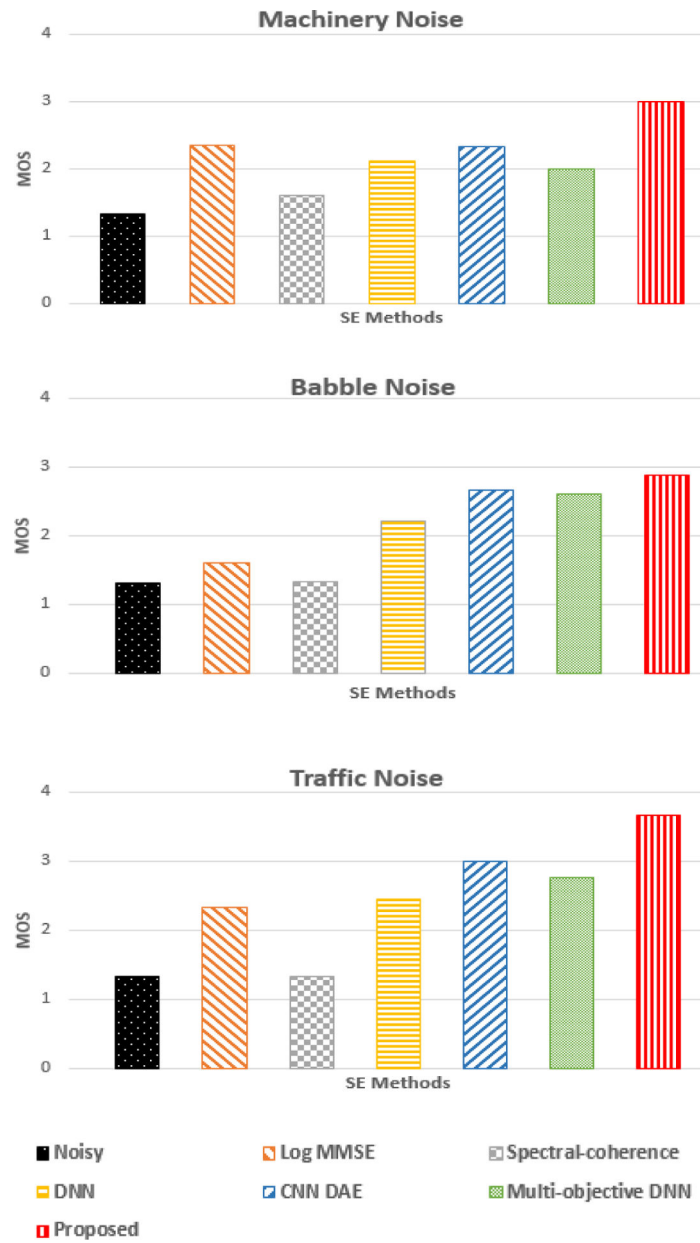 Machinery Noise
4
3
2
1
0
MOS
SE Methods
Babble Noise
4
3
2
1
0
MOS
SE Methods
Traffic Noise
4
3
2
1
0
MOS
SE Methods
Noisy Log MMSE Spectral-coherence
DNN CNN DAE Multi-objective DNN
Proposed